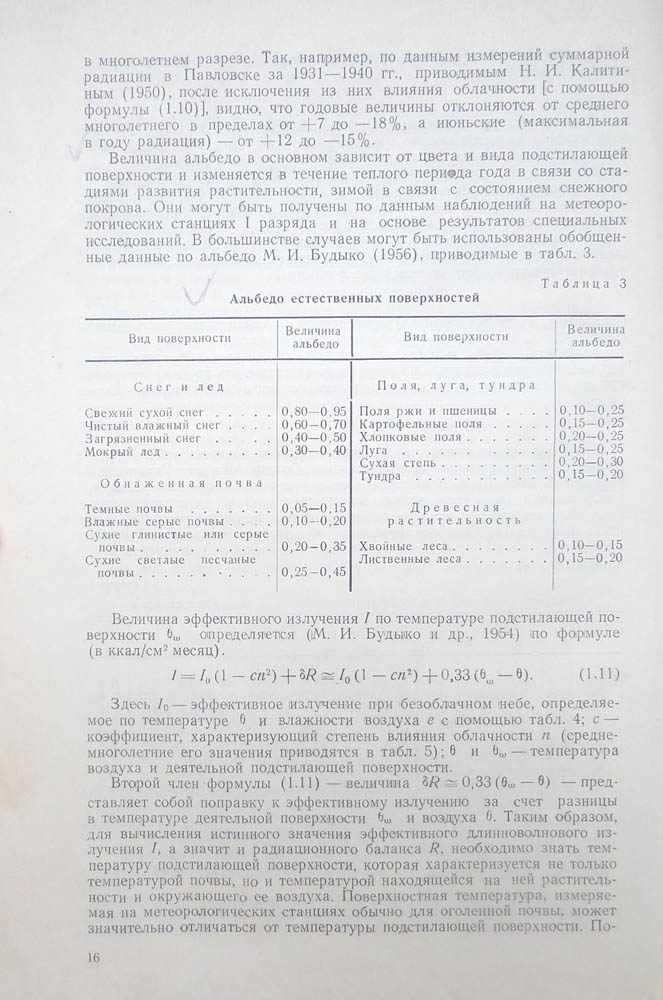 в многолетнем разрезе. Так, например, по данным измерений суммарной
радиации в Павловске за 1931—1940 гг., приводимым Н. И. Калити-
ным (1950), после исключения из них влияния облачности [с помощью
формулы (1.10)], видно, что годовые величины отклоняются от среднего
многолетнего в пределах от +7 до —18%, а июньские (максимальная
в году радиация) — от +12 до —15%.
Величина альбедо в основном зависит от цвета и вида подстилающей
поверхности и изменяется в течение теплого периода года в связи со ста-
диями развития растительности, зимой в связи с состоянием снежного
покрова. Они могут быть получены по данным наблюдений на метеоро-
логических станциях I разряда и на основе результатов специальных
исследований. В большинстве случаев могут быть использованы обобщен-
ные данные по альбедо М. И. Будыко (1956), приводимые в табл. 3.
Таблица 3
Альбедо естественных поверхностей
Вид поверхности
Величина
альбедо
Вид поверхности
Величина
альбедо
Снег и лед
Свежий сухой снег . . . . . 0,80—0,95
Чистый влажный снег . . . . 0,60—0,70
Загрязненный снег . . . . . 0,40—0,50
Мокрый лед . . . . . . . . . 0,30—0,40
Обнаженная почва
Темные почвы . . . . . . . 0,05—0,15
Влажные серые почвы . . . . 0,10—0,20
Сухие глинистые или серые
почвы . . . . . . . . . . 0,20—0,35
Сухие светлые песчаные
почвы . . . . . . . . . . 0,25—0,45
Поля, луга, тундра
Поля ржи и пшеницы . . . . 0,10—0,25
Картофельные поля . . . . . 0,15—0,25
Хлопковые поля . . . . . . . 0,20—0,25
Луга . . . . . . . . . . . 0,15—0,25
Сухая степь . . . . . . . . 0,20—0,30
Тундра . . . . . . . . . . 0,15—0,20
Древесная
растительность
Хвойные леса . . . . . . . . 0,10—0,15
Лиственные леса . . . . . . . 0,15—0,20
Величина эффективного излучения I по температуре подстилающей по-
верхности θω определяется (М. И. Будыко и др., 1954) по формуле
(в ккал/см² месяц).
I = I₀ (1 — cn²) + δR ≅ I₀ (1 — cn²) + 0,33 (θω — θ). (1.11)
Здесь I₀ — эффективное излучение при безоблачном небе, определяе-
мое по температуре θ и влажности воздуха e с помощью табл. 4; c —
коэффициент, характеризующий степень влияния облачности n (средне-
многолетние его значения приводятся в табл. 5); θ и θω — температура
воздуха и деятельной подстилающей поверхности.
Второй член формулы (1.11) — величина δR ≅ 0,33 (θω — θ) — пред-
ставляет собой поправку к эффективному излучению за счет разницы
в температуре деятельной поверхности θω и воздуха θ. Таким образом,
для вычисления истинного значения эффективного длинноволнового из-
лучения I, а значит и радиационного баланса R, необходимо знать тем-
пературу подстилающей поверхности, которая характеризуется не только
температурой почвы, но и температурой находящейся на ней раститель-
ности и окружающего ее воздуха. Поверхностная температура, измеряе-
мая на метеорологических станциях обычно для оголенной почвы, может
значительно отличаться от температуры подстилающей поверхности. По-
16